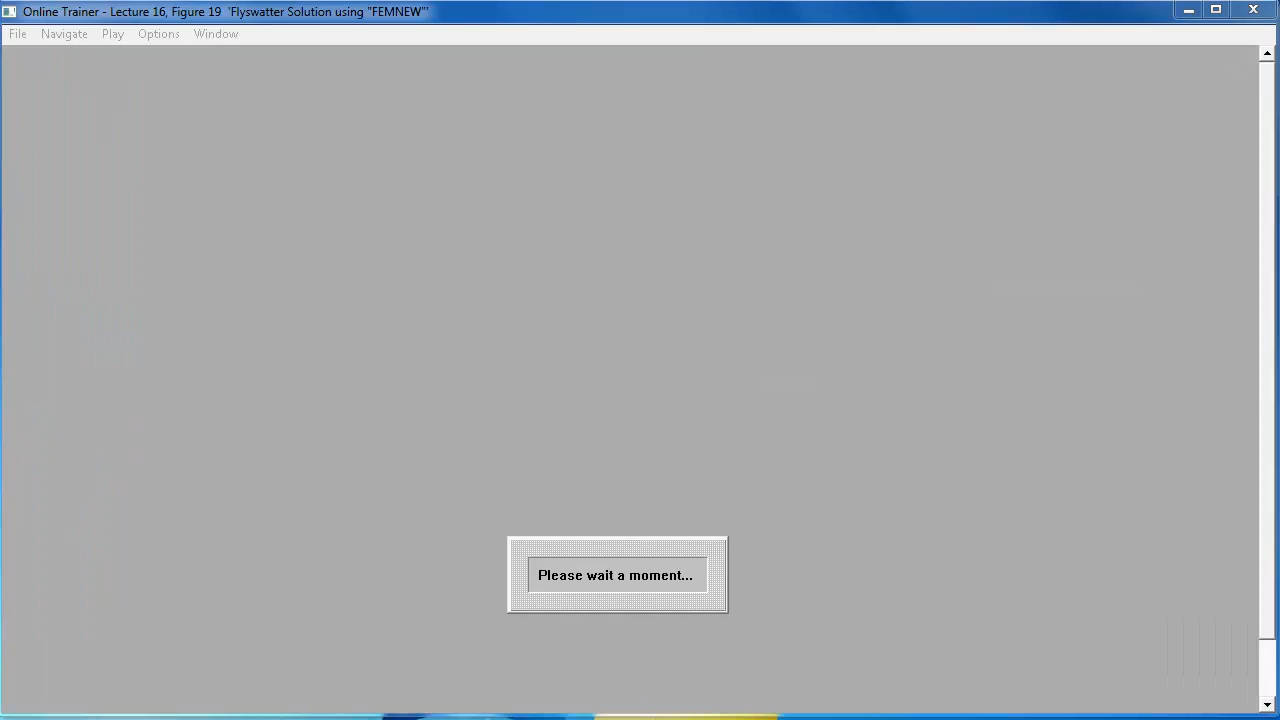 Online Trainer - Lecture 16, Figure 19 'Flyswatter Solution using "FEMNEW"'
File Navigate Play Options Window
Please wait a moment...